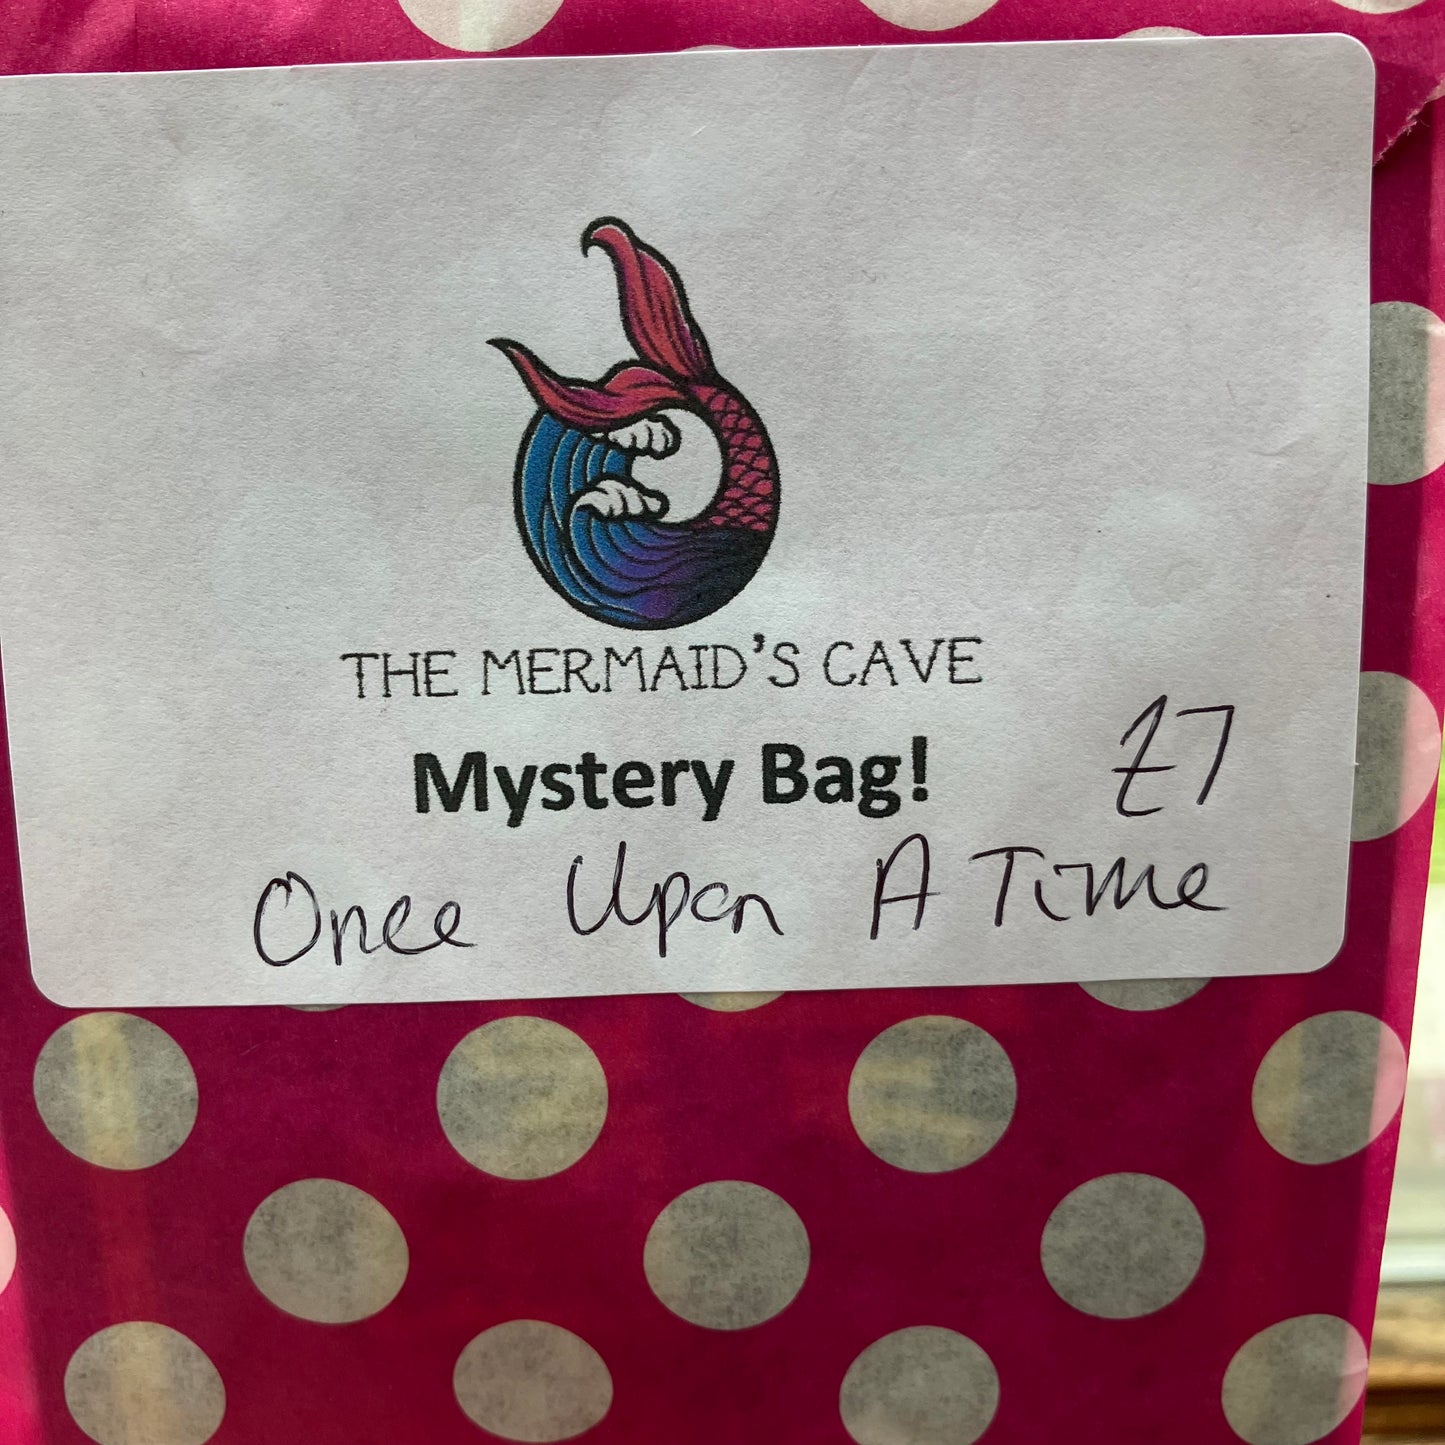 THE MERMAID'S CAVE
Mystery Bag! £7
Once Upon A Time